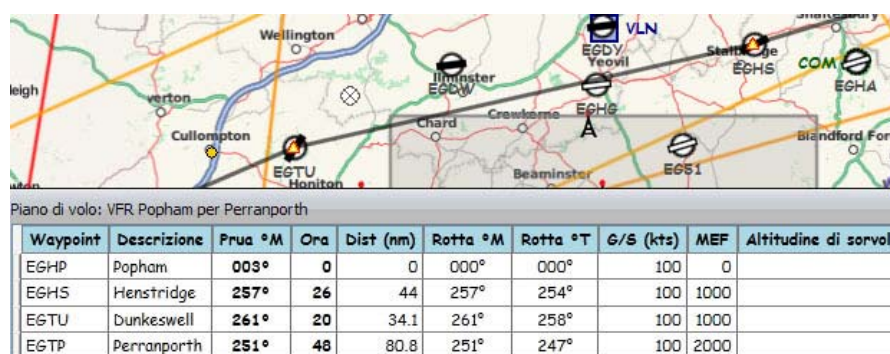 Wellington
Shaftesbury
EGDY
VLN
Yeovil
Stalbridge
EGHS
COM
EGHA
Ilminster
EGDW
eigh
verton
EGHG
Cullompton
Chard
Crewkerne
Blandford For
EGTU
Honiton
Beaminster
Piano di volo: VFR Popham per Perranporth
Waypoint Descrizione Prua °M Ora Dist (nm) Rotta °M Rotta °T G/S (kts) MEF Altitudine di sorvol
EGHP Popham 003° 0 0 000° 000° 100 0
EGHS Henstridge 257° 26 44 257° 254° 100 1000
EGTU Dunkeswell 261° 20 34.1 261° 258° 100 1000
EGTP Perranporth 251° 48 80.8 251° 247° 100 2000